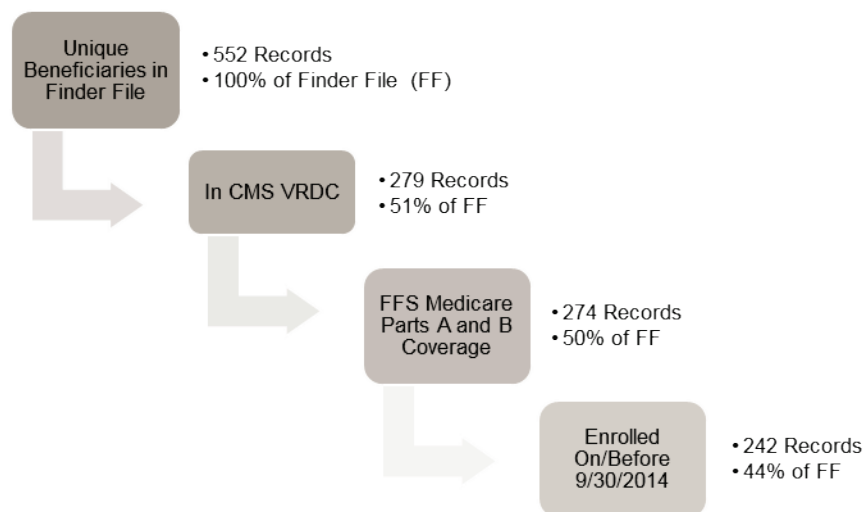 Unique
Beneficiaries in
Finder File
• 552 Records
• 100% of Finder File (FF)
In CMS VRDC
• 279 Records
• 51% of FF
FFS Medicare
Parts A and B
Coverage
• 274 Records
• 50% of FF
Enrolled
On/Before
9/30/2014
• 242 Records
• 44% of FF